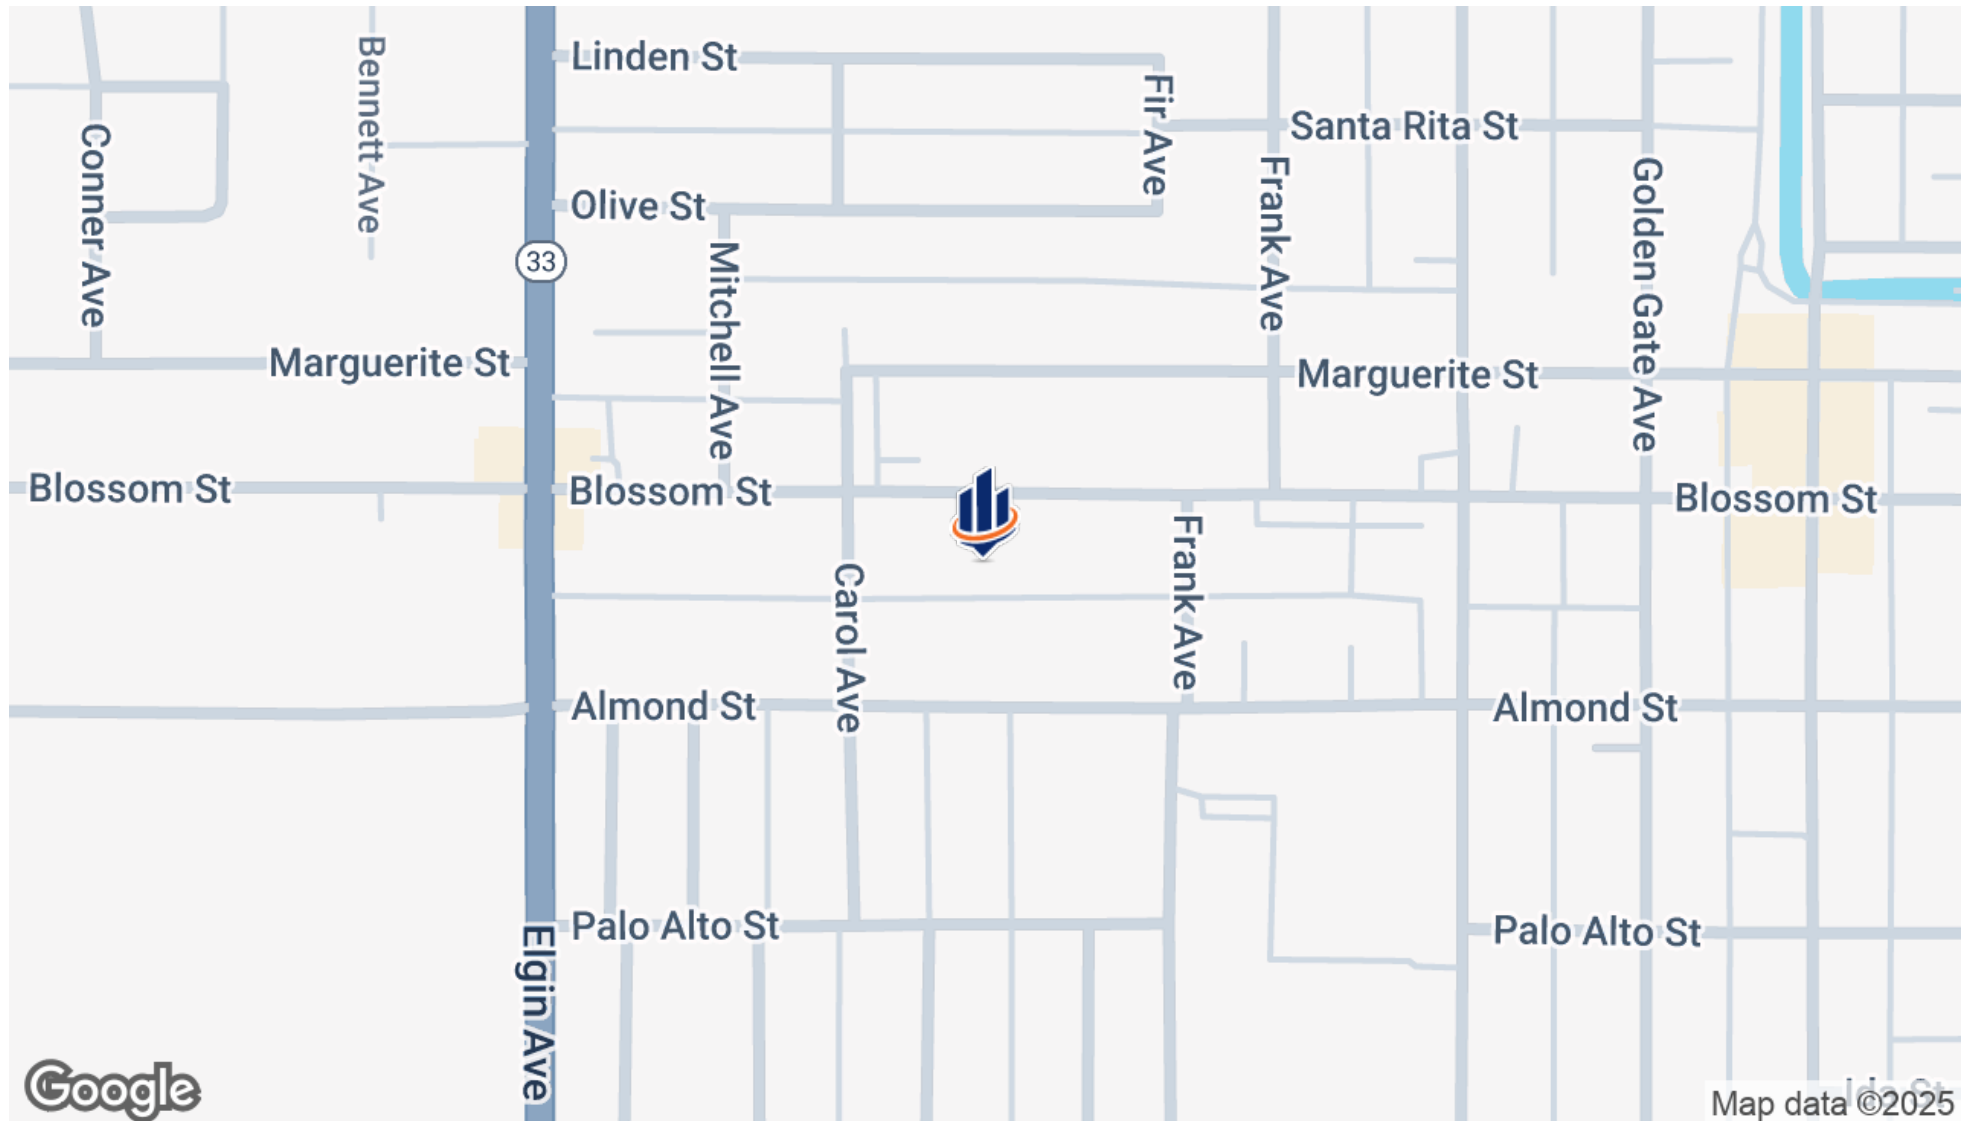 Linden St
Bennett Ave
Fir Ave
Santa Rita St
Conner Ave
Frank Ave
Golden Gate Ave
Olive St
Mitchell Ave
33
Marguerite St
Marguerite St
Blossom St
Blossom St
Blossom St
Carol Ave
Frank Ave
Almond St
Almond St
Palo Alto St
Palo Alto St
Elgin Ave
Google
Ida St
Map data ©2025